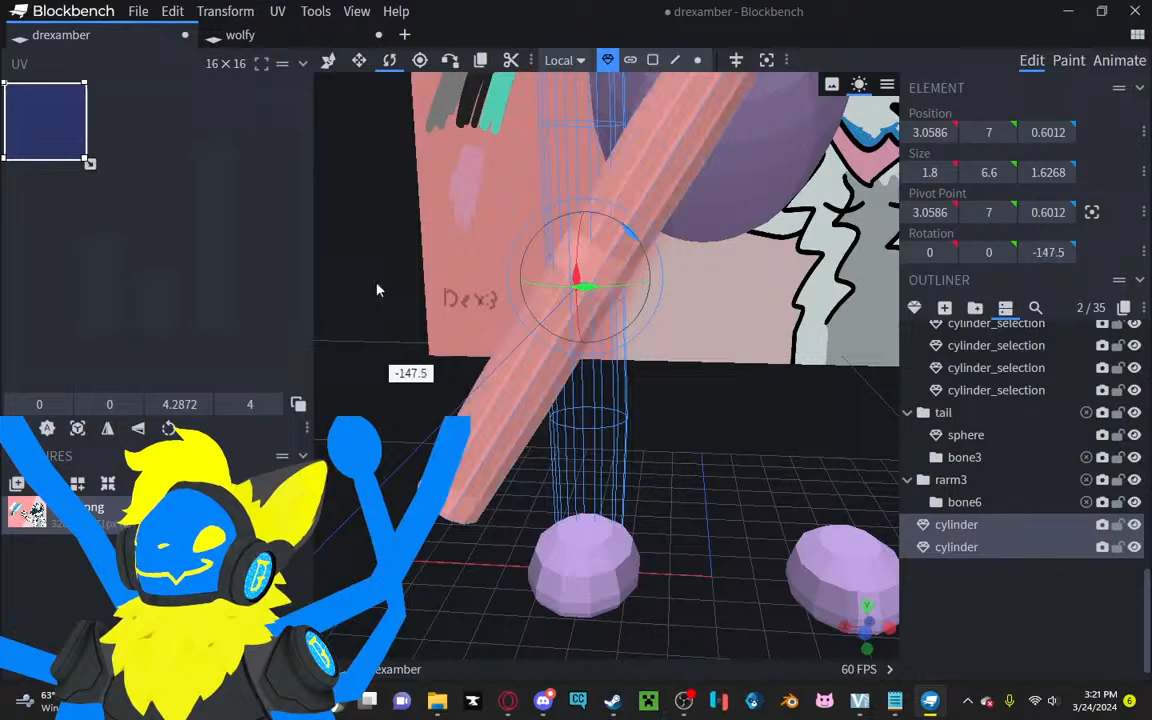 Blockbench File Edit Transform UV Tools View Help
drexamber - Blockbench
drexamber wolfy
UV 16 × 16
Local
Edit Paint Animate
ELEMENT
Position
3.0586 7 0.6012
Size
1.8 6.6 1.6268
Pivot Point
3.0586 7 0.6012
Rotation
0 0 -147.5
OUTLINER
2 / 35
cylinder_selection
cylinder_selection
cylinder_selection
cylinder_selection
tail
sphere
bone3
rarm3
bone6
cylinder
cylinder
-147.5
0 0 4.2872 4
60 FPS
63°
3:21 PM
3/24/2024
6